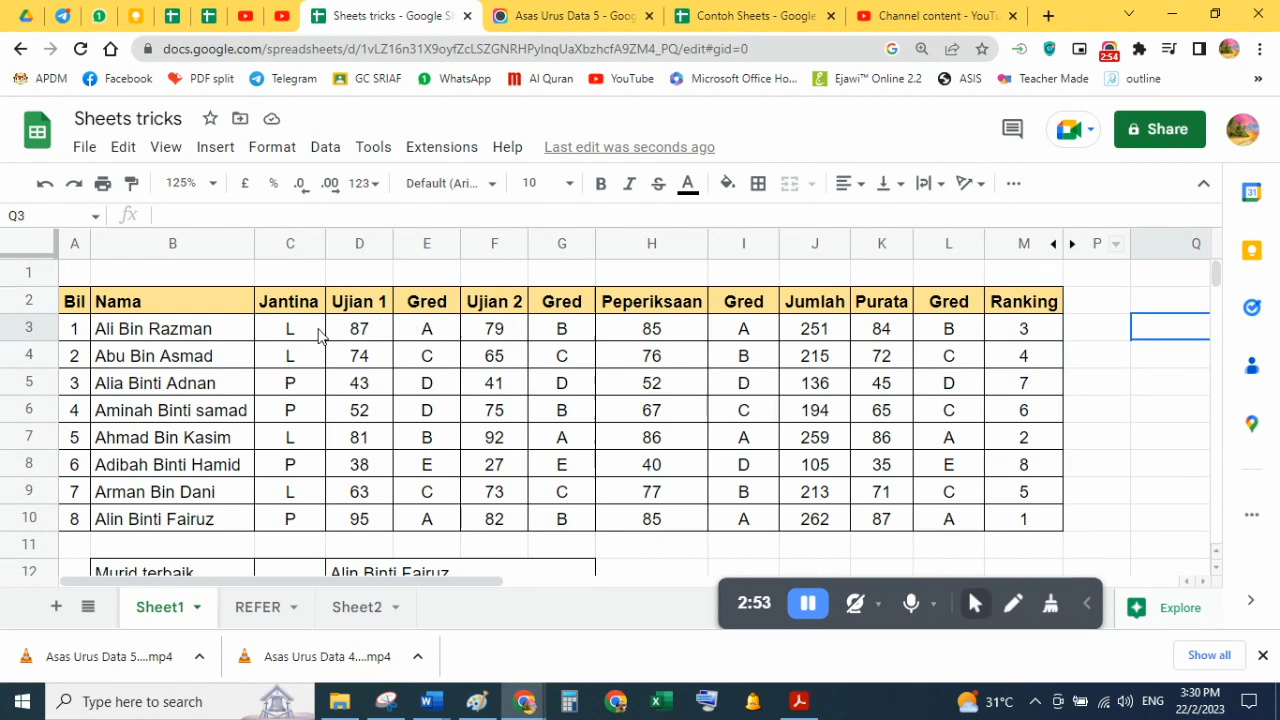 Sheets tricks - Google Sh
Asas Urus Data 5 - Goog
Contoh Sheets - Google
Channel content - YouTu
docs.google.com/spreadsheets/d/1vLZ16n31X9oyfZcLSZGNRHPylnqUaXbzhcfA9ZM4_PQ/edit#gid=0
2:54
APDM Facebook PDF split Telegram GC SRIAF WhatsApp Al Quran YouTube Microsoft Office Ho... Ejawi™ Online 2.2 ASIS Teacher Made outline
Sheets tricks
Share
File Edit View Insert Format Data Tools Extensions Help Last edit was seconds ago
125% £ % .0 .00 123 Default (Ari... 10 B I S A
Q3 fx
A B C D E F G H I J K L M P Q
1
2 Bil Nama Jantina Ujian 1 Gred Ujian 2 Gred Peperiksaan Gred Jumlah Purata Gred Ranking
3 1 Ali Bin Razman L 87 A 79 B 85 A 251 84 B 3
4 2 Abu Bin Asmad L 74 C 65 C 76 B 215 72 C 4
5 3 Alia Binti Adnan P 43 D 41 D 52 D 136 45 D 7
6 4 Aminah Binti samad P 52 D 75 B 67 C 194 65 C 6
7 5 Ahmad Bin Kasim L 81 B 92 A 86 A 259 86 A 2
8 6 Adibah Binti Hamid P 38 E 27 E 40 D 105 35 E 8
9 7 Arman Bin Dani L 63 C 73 C 77 B 213 71 C 5
10 8 Alin Binti Fairuz P 95 A 82 B 85 A 262 87 A 1
11
12 Murid terbaik Alin Binti Fairuz
2:53
Sheet1 REFER Sheet2 Explore
Asas Urus Data 5....mp4 Asas Urus Data 4....mp4 Show all
Type here to search
31°C ENG
3:30 PM
22/2/2023